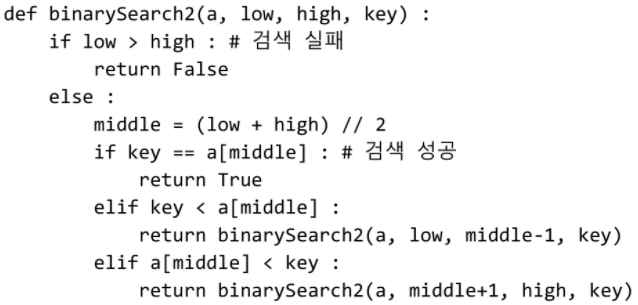 def binarySearch2(a, low, high, key) :
    if low > high : # 검색 실패
        return False
    else :
        middle = (low + high) // 2
        if key == a[middle] : # 검색 성공
            return True
        elif key < a[middle] :
            return binarySearch2(a, low, middle-1, key)
        elif a[middle] < key :
            return binarySearch2(a, middle+1, high, key)